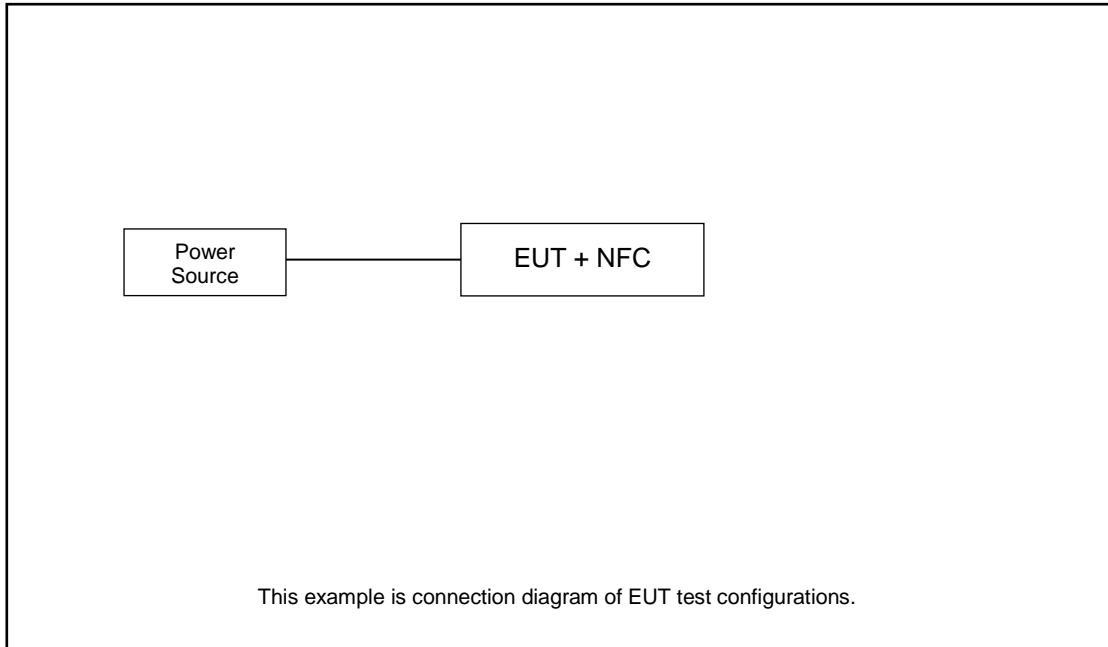 Power
Source
EUT + NFC
This example is connection diagram of EUT test configurations.